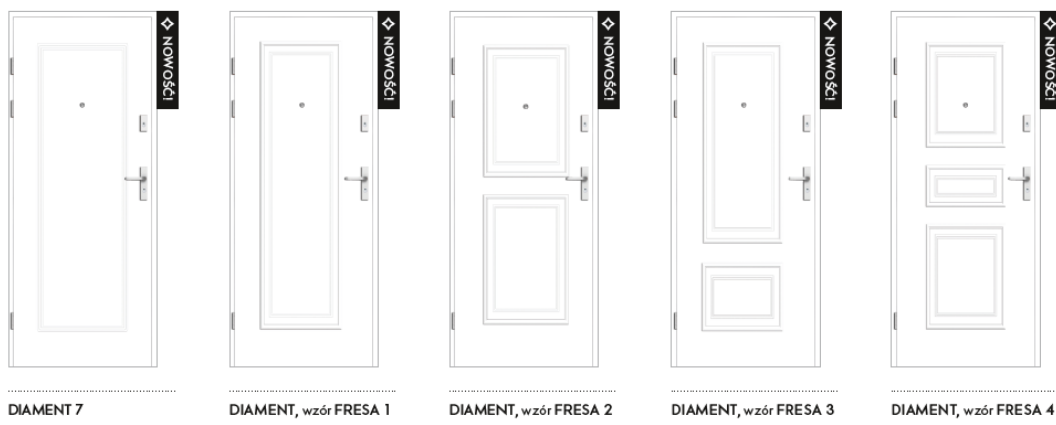 NOWOŚĆ!
NOWOŚĆ!
NOWOŚĆ!
NOWOŚĆ!
NOWOŚĆ!
DIAMENT 7
DIAMENT, wzór FRESA 1
DIAMENT, wzór FRESA 2
DIAMENT, wzór FRESA 3
DIAMENT, wzór FRESA 4